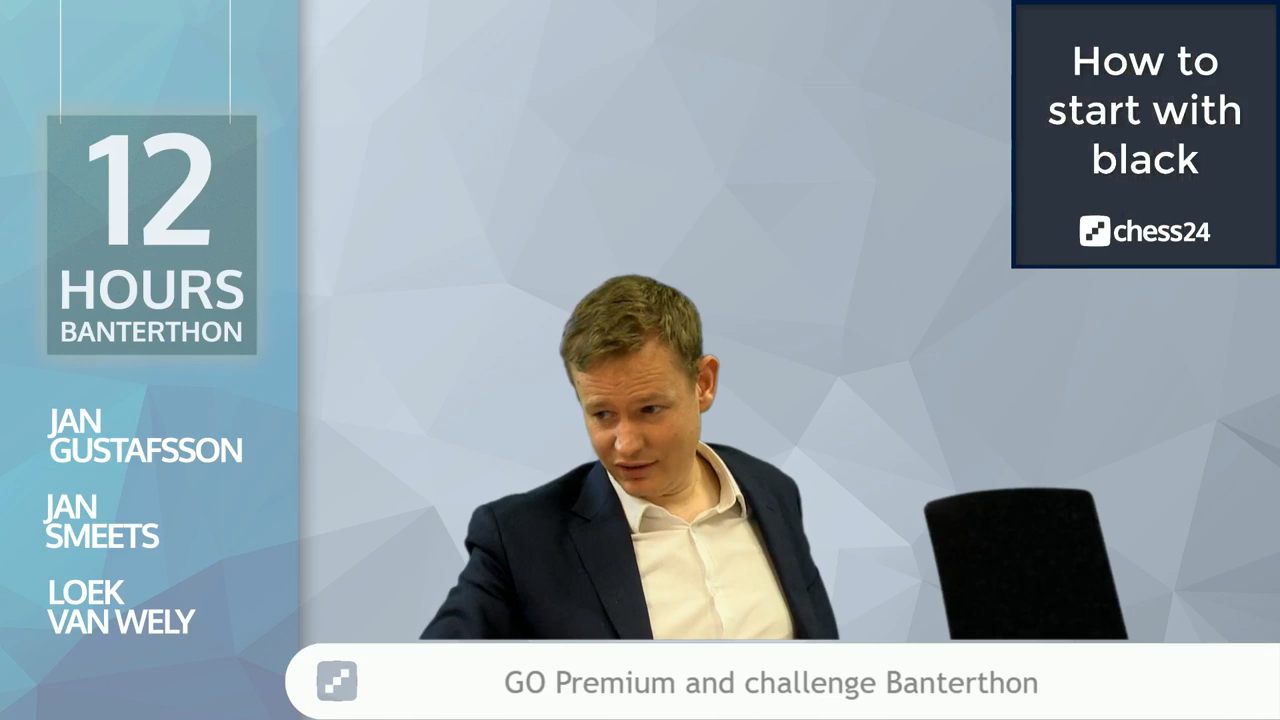 12
HOURS
BANTERTHON
JAN
GUSTAFSSON
JAN
SMEETS
LOEK
VAN WELY
How to
start with
black
chess24
GO Premium and challenge Banterthon